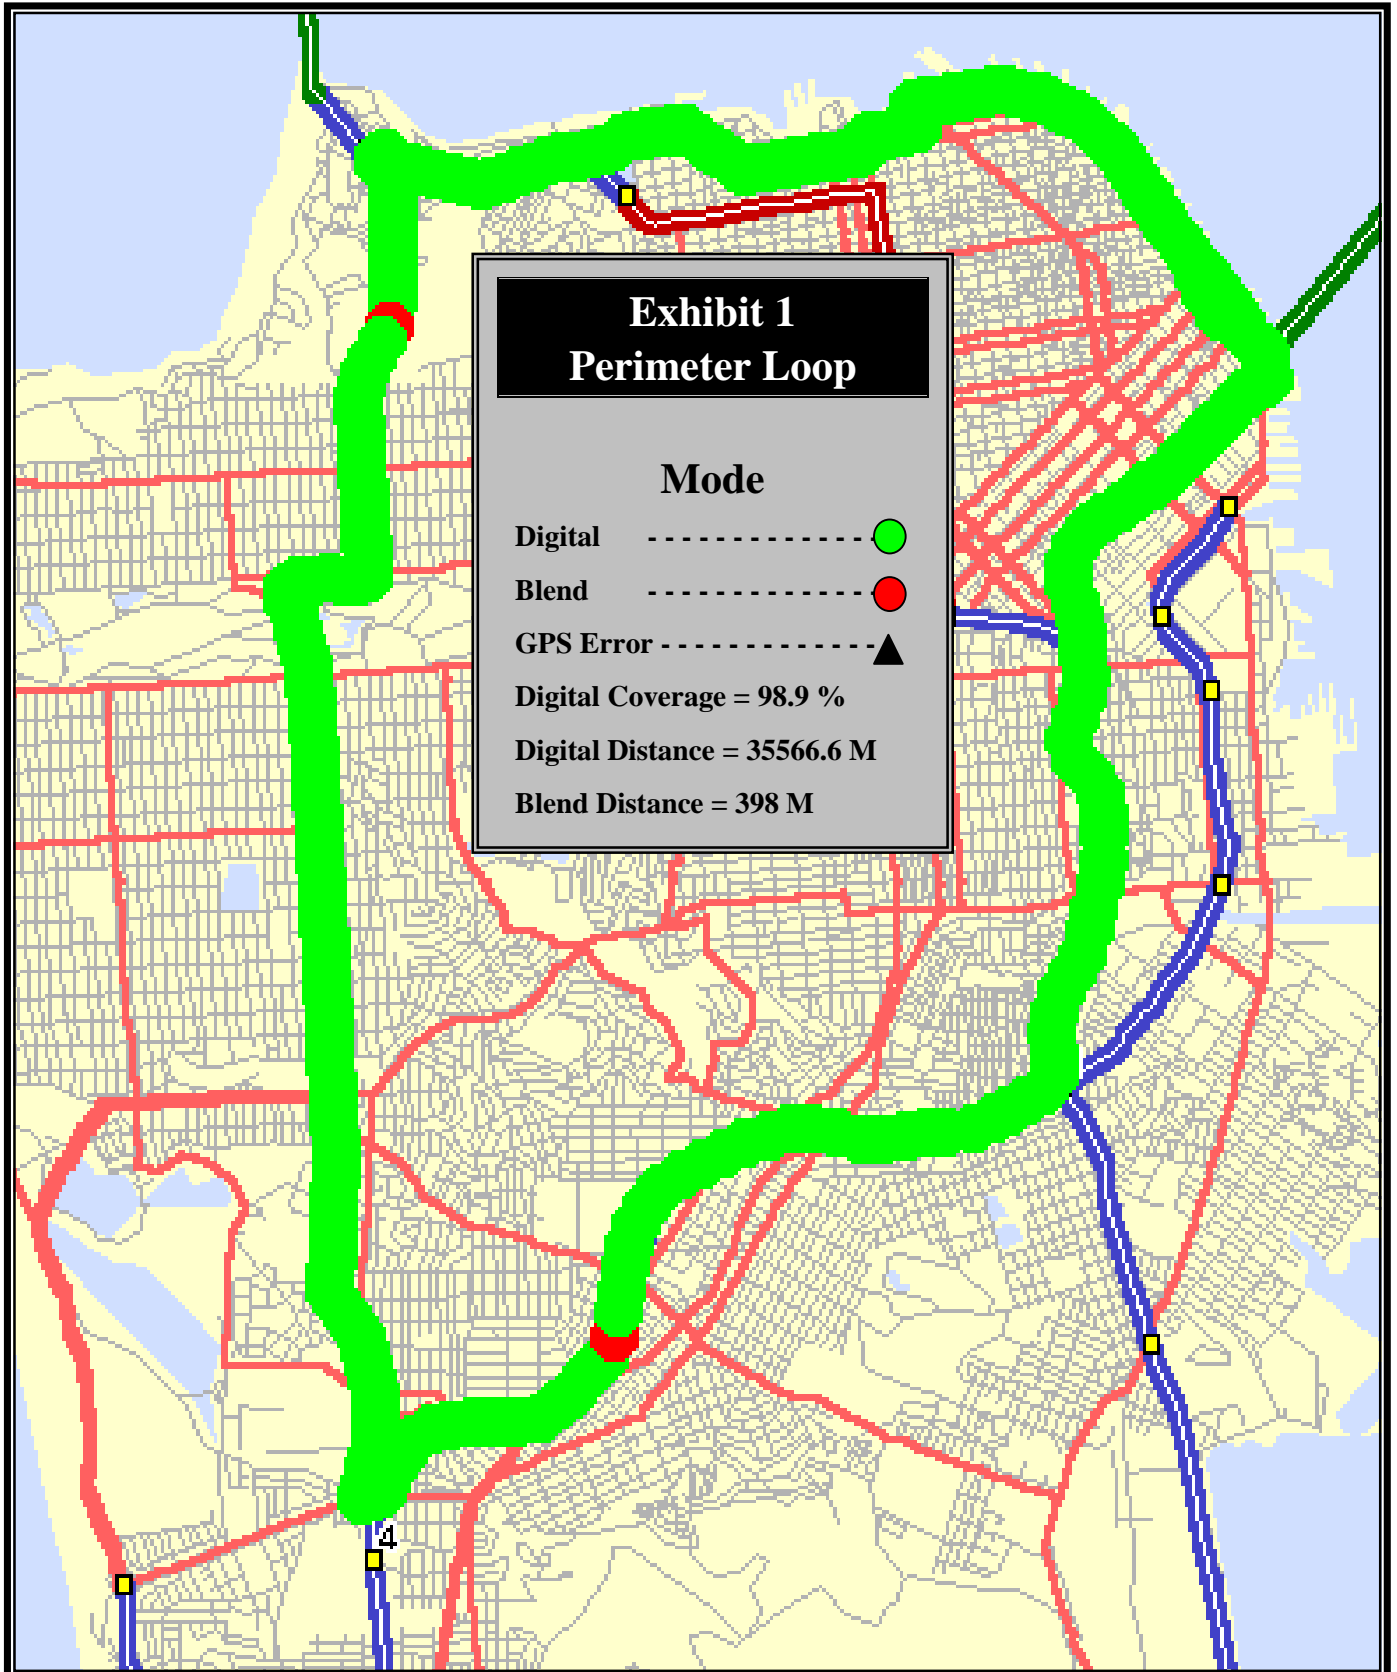 Exhibit 1
Perimeter Loop
Mode
Digital - - - - - - - - - - - - - -
Blend - - - - - - - - - - - - - -
GPS Error - - - - - - - - - - - - -
Digital Coverage = 98.9 %
Digital Distance = 35566.6 M
Blend Distance = 398 M
4